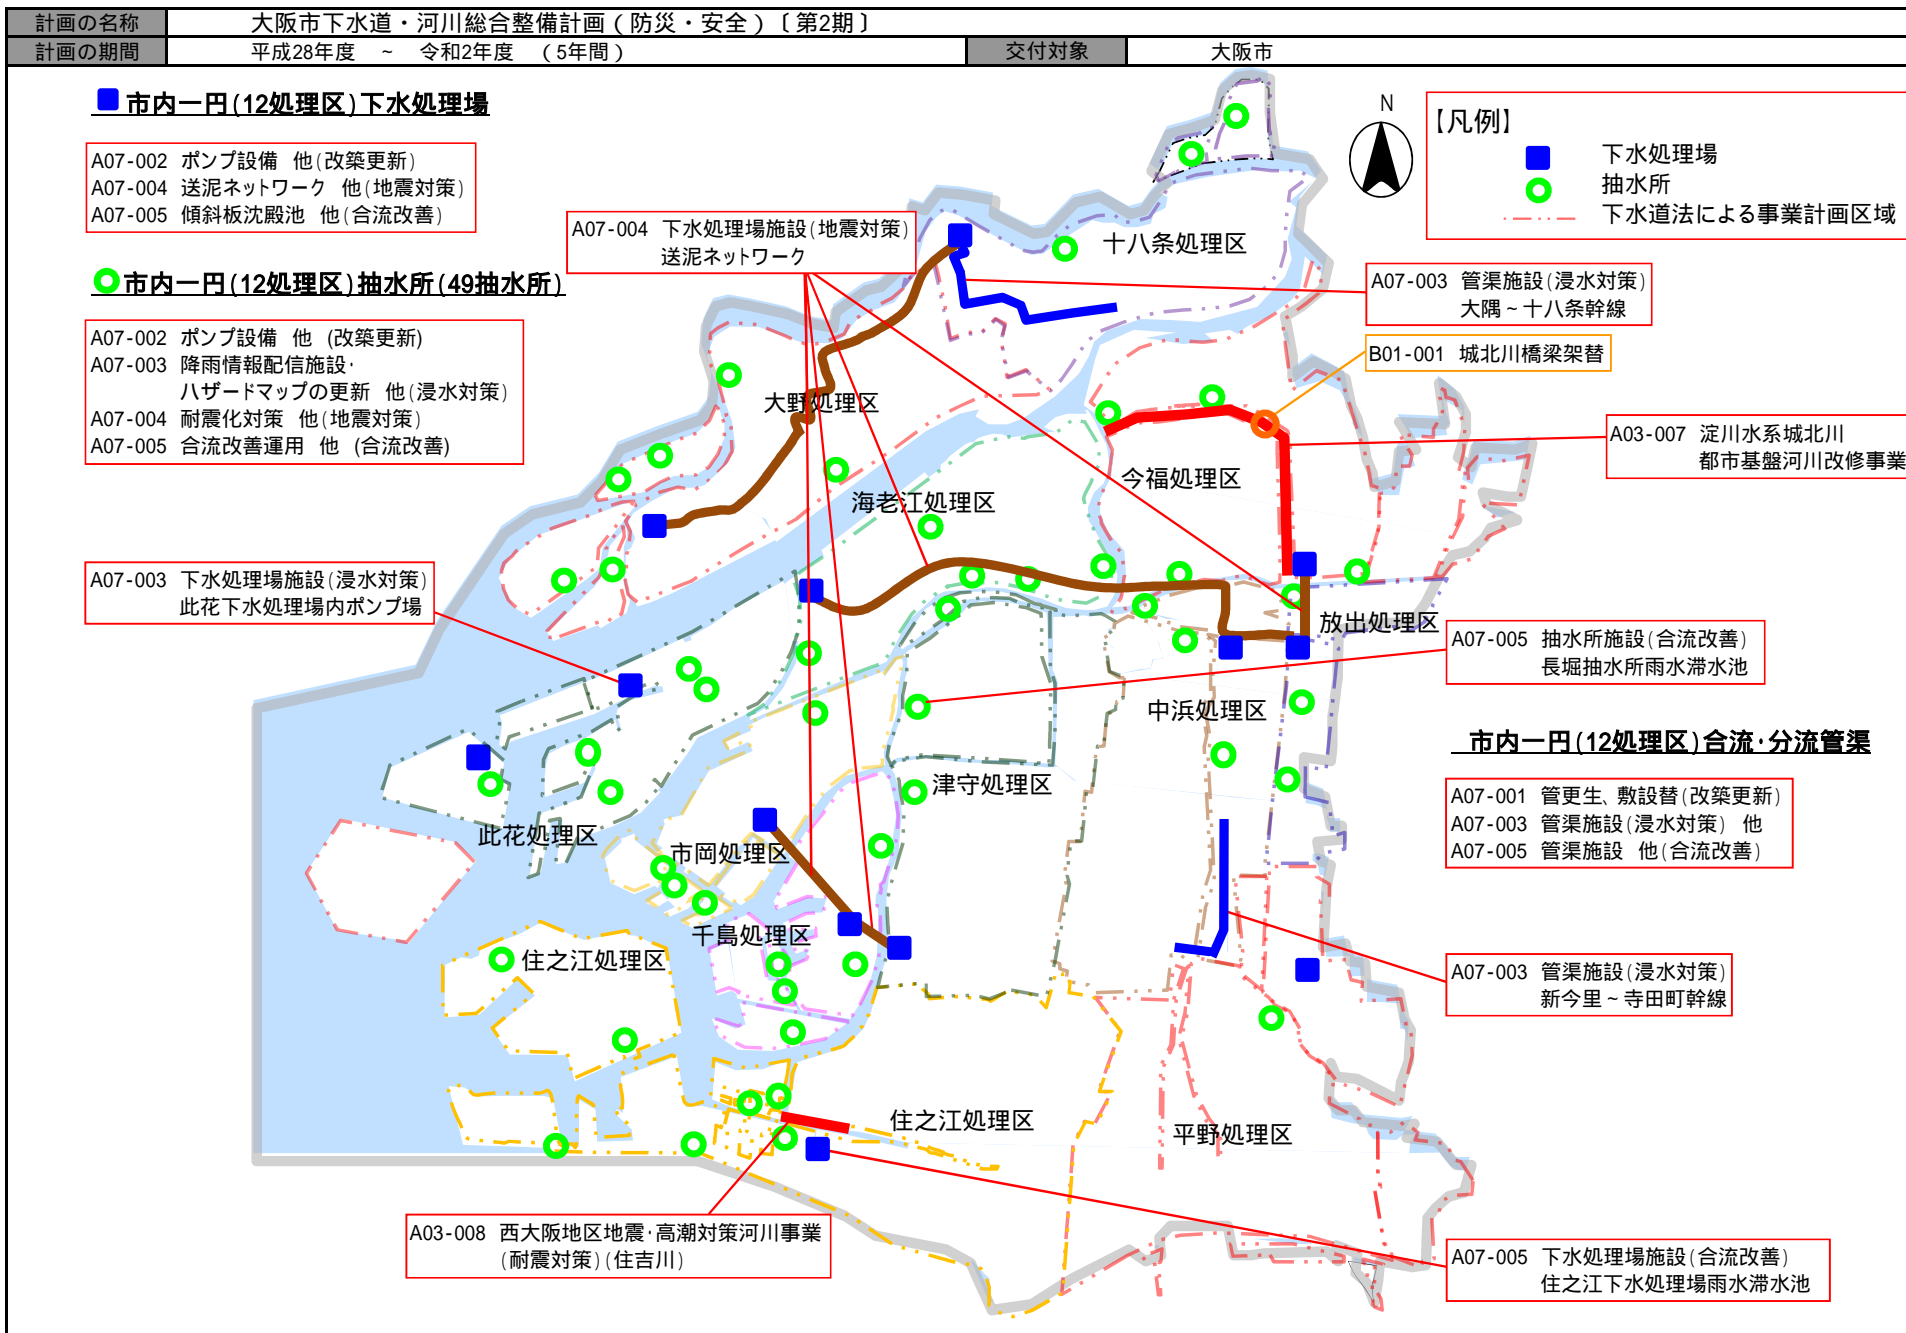 計画の名称 大阪市下水道・河川総合整備計画（防災・安全）〔第2期〕
計画の期間 平成28年度 ～ 令和2年度 （5年間） 交付対象 大阪市
市内一円(12処理区)下水処理場
A07-002 ポンプ設備 他(改築更新)
A07-004 送泥ネットワーク 他(地震対策)
A07-005 傾斜板沈殿池 他(合流改善)
市内一円(12処理区)抽水所(49抽水所)
A07-002 ポンプ設備 他 (改築更新)
A07-003 降雨情報配信施設・
ハザードマップの更新 他(浸水対策)
A07-004 耐震化対策 他(地震対策)
A07-005 合流改善運用 他 (合流改善)
A07-004 下水処理場施設(地震対策)
送泥ネットワーク
N
【凡例】
下水処理場
抽水所
下水道法による事業計画区域
A07-003 管渠施設(浸水対策)
大隅～十八条幹線
B01-001 城北川橋梁架替
A03-007 淀川水系城北川
都市基盤河川改修事業
A07-003 下水処理場施設(浸水対策)
此花下水処理場内ポンプ場
A07-005 抽水所施設(合流改善)
長堀抽水所雨水滞水池
市内一円(12処理区)合流・分流管渠
A07-001 管更生、敷設替(改築更新)
A07-003 管渠施設(浸水対策) 他
A07-005 管渠施設 他(合流改善)
A07-003 管渠施設(浸水対策)
新今里～寺田町幹線
A03-008 西大阪地区地震・高潮対策河川事業
(耐震対策)(住吉川)
A07-005 下水処理場施設(合流改善)
住之江下水処理場雨水滞水池
十八条処理区
大野処理区
今福処理区
海老江処理区
放出処理区
中浜処理区
津守処理区
此花処理区
市岡処理区
千島処理区
住之江処理区
住之江処理区
平野処理区